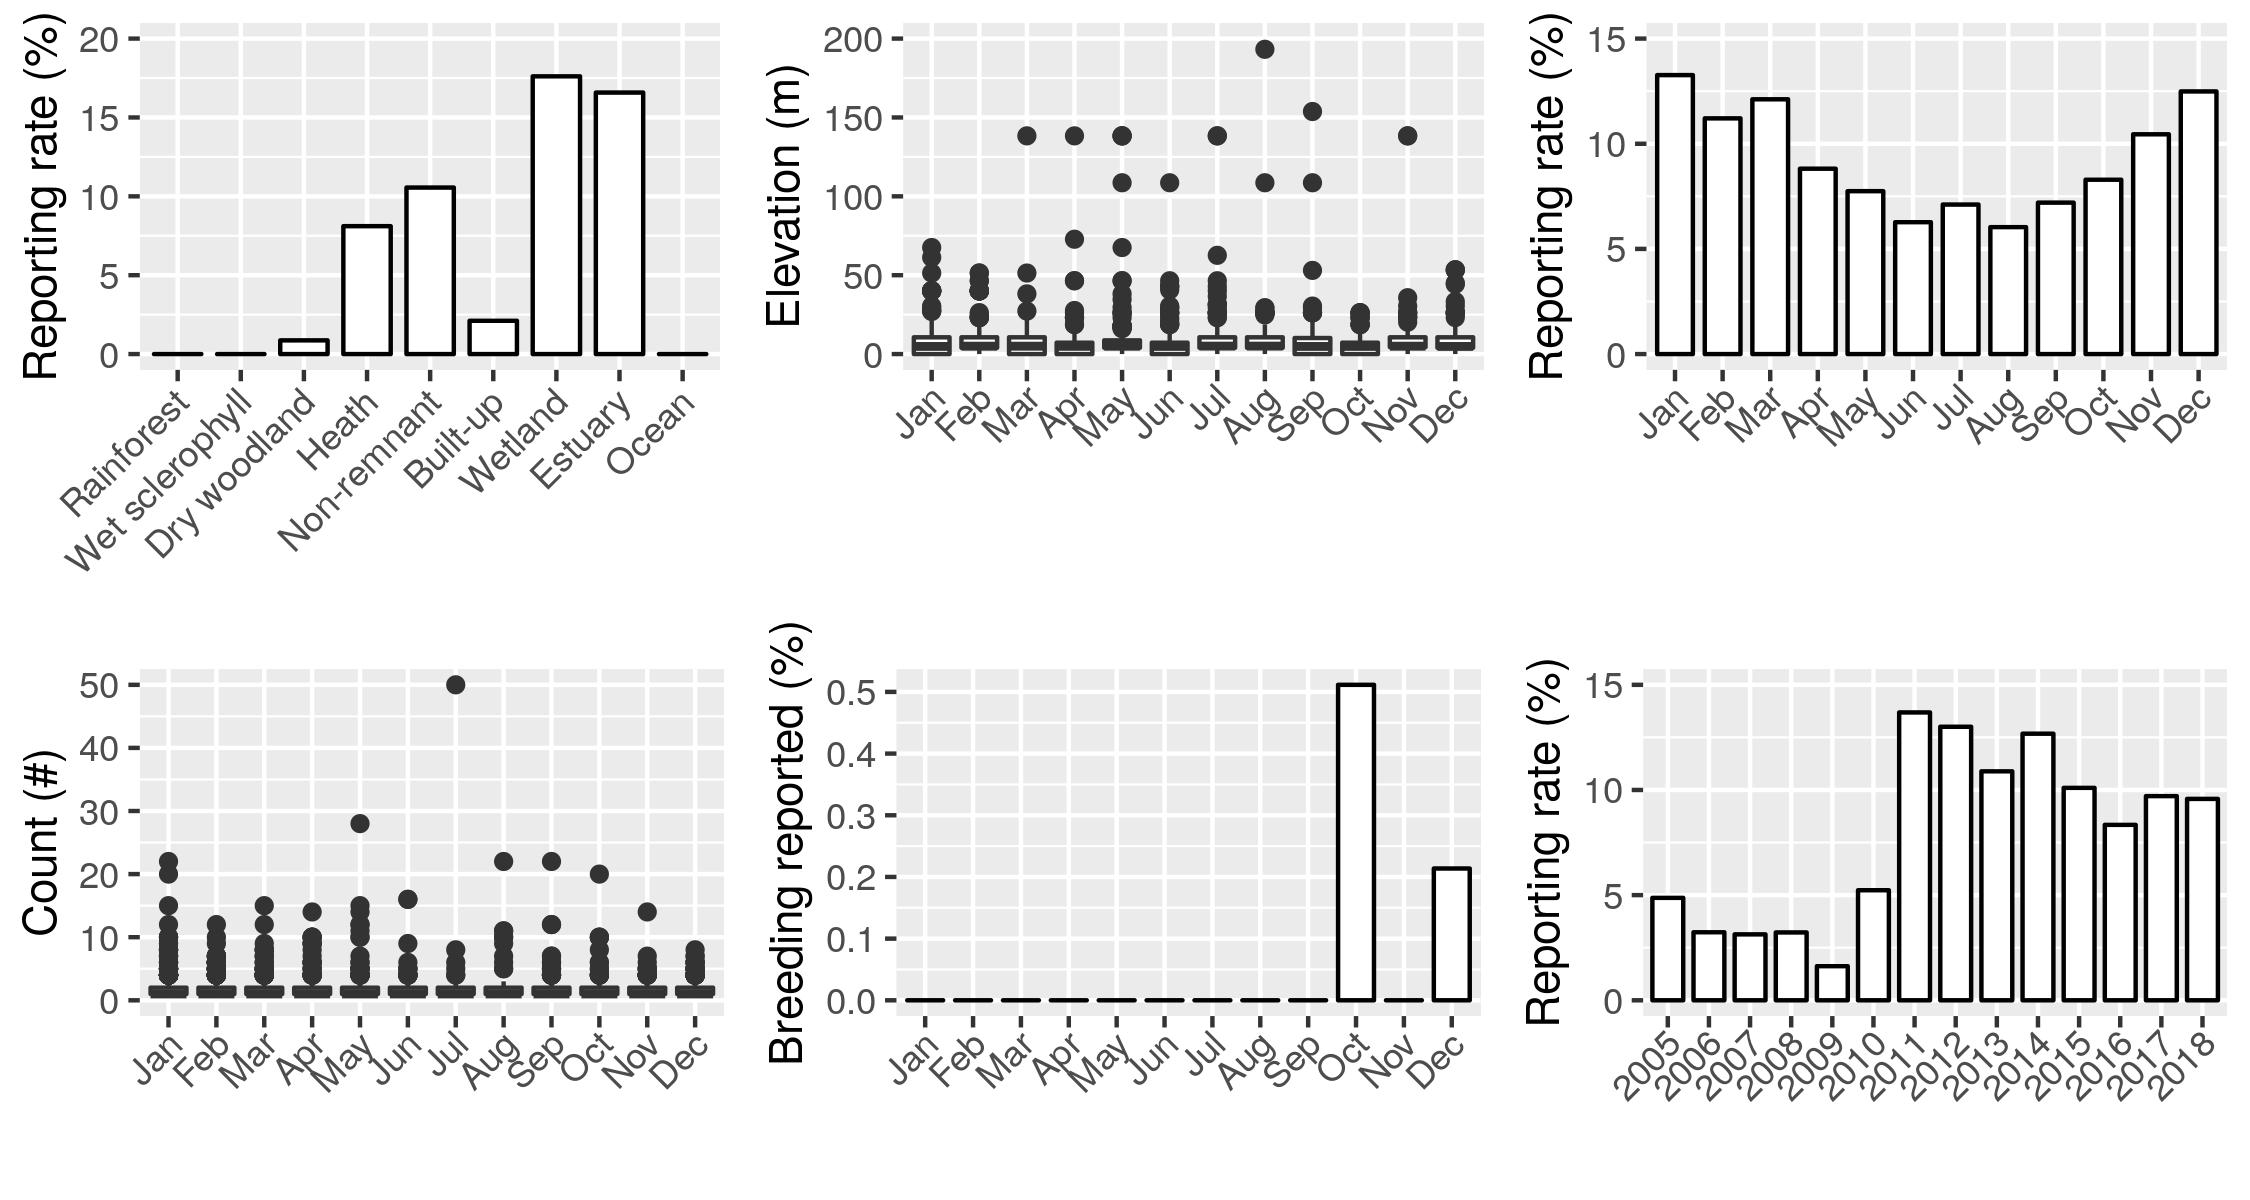 Reporting rate (%)
20
15
10
5
0
Rainforest
Wet sclerophyll
Dry woodland
Heath
Non-remnant
Built-up
Wetland
Estuary
Ocean
Elevation (m)
200
150
100
50
0
Jan
Feb
Mar
Apr
May
Jun
Jul
Aug
Sep
Oct
Nov
Dec
Reporting rate (%)
15
10
5
0
Jan
Feb
Mar
Apr
May
Jun
Jul
Aug
Sep
Oct
Nov
Dec
Count (#)
50
40
30
20
10
0
Jan
Feb
Mar
Apr
May
Jun
Jul
Aug
Sep
Oct
Nov
Dec
Breeding reported (%)
0.5
0.4
0.3
0.2
0.1
0.0
Jan
Feb
Mar
Apr
May
Jun
Jul
Aug
Sep
Oct
Nov
Dec
Reporting rate (%)
15
10
5
0
2005
2006
2007
2008
2009
2010
2011
2012
2013
2014
2015
2016
2017
2018